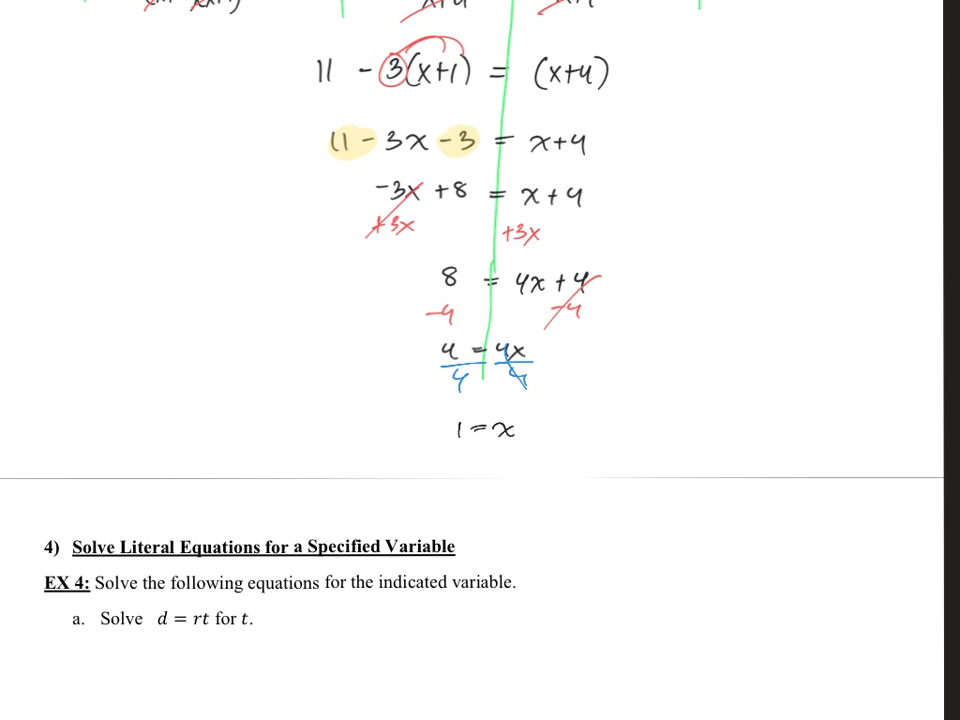 11 - 3(x+1) = (x+4)
11 - 3x - 3 = x+4
-3x +8 = x+4
+3x +3x
8 = 4x + 4
-4 -4
4 = 4x
4 4
1 = x
4) Solve Literal Equations for a Specified Variable
EX 4: Solve the following equations for the indicated variable.
a. Solve d = rt for t.